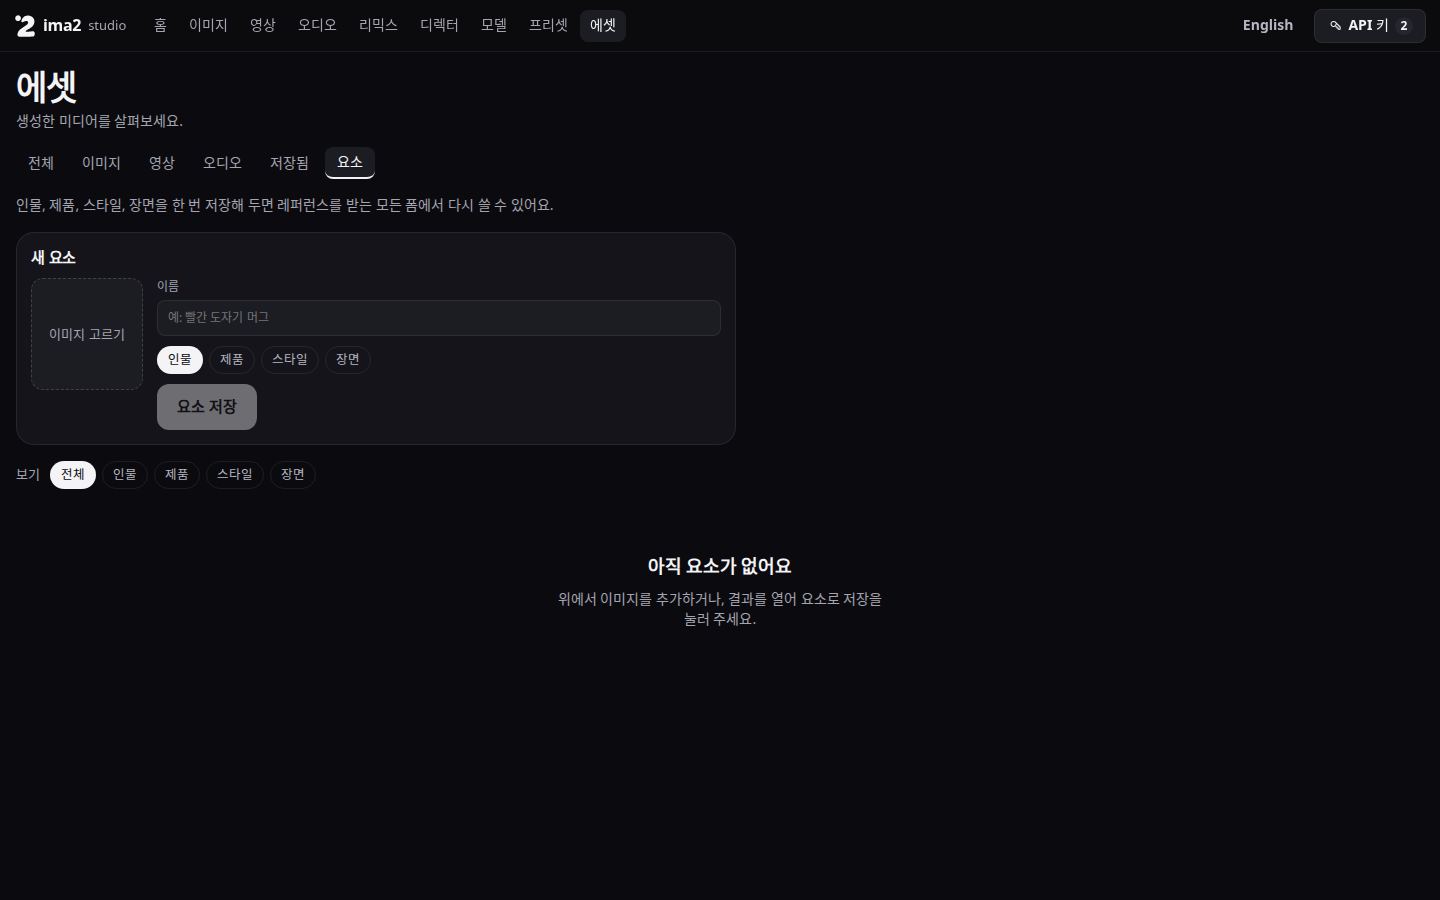 ima2 studio 홈 이미지 영상 오디오 리믹스 디렉터 모델 프리셋 에셋 English API 키 2
에셋
생성한 미디어를 살펴보세요.
전체 이미지 영상 오디오 저장됨 요소
인물, 제품, 스타일, 장면을 한 번 저장해 두면 레퍼런스를 받는 모든 폼에서 다시 쓸 수 있어요.
새 요소
이미지 고르기
이름
예: 빨간 도자기 머그
인물 제품 스타일 장면
요소 저장
보기 전체 인물 제품 스타일 장면
아직 요소가 없어요
위에서 이미지를 추가하거나, 결과를 열어 요소로 저장을
눌러 주세요.